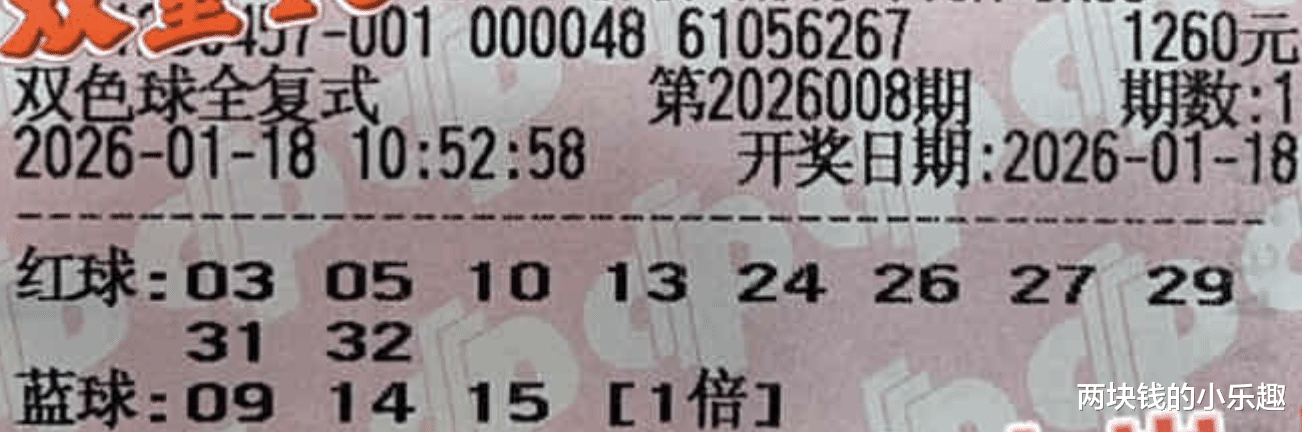 双
457-001 000048 61056267 1260元
双色球全复式 第2026008期 期数:1
2026-01-18 10:52:58 开奖日期:2026-01-18
红球:03 05 10 13 24 26 27 29
31 32
蓝球:09 14 15 [1倍]
两块钱的小乐趣